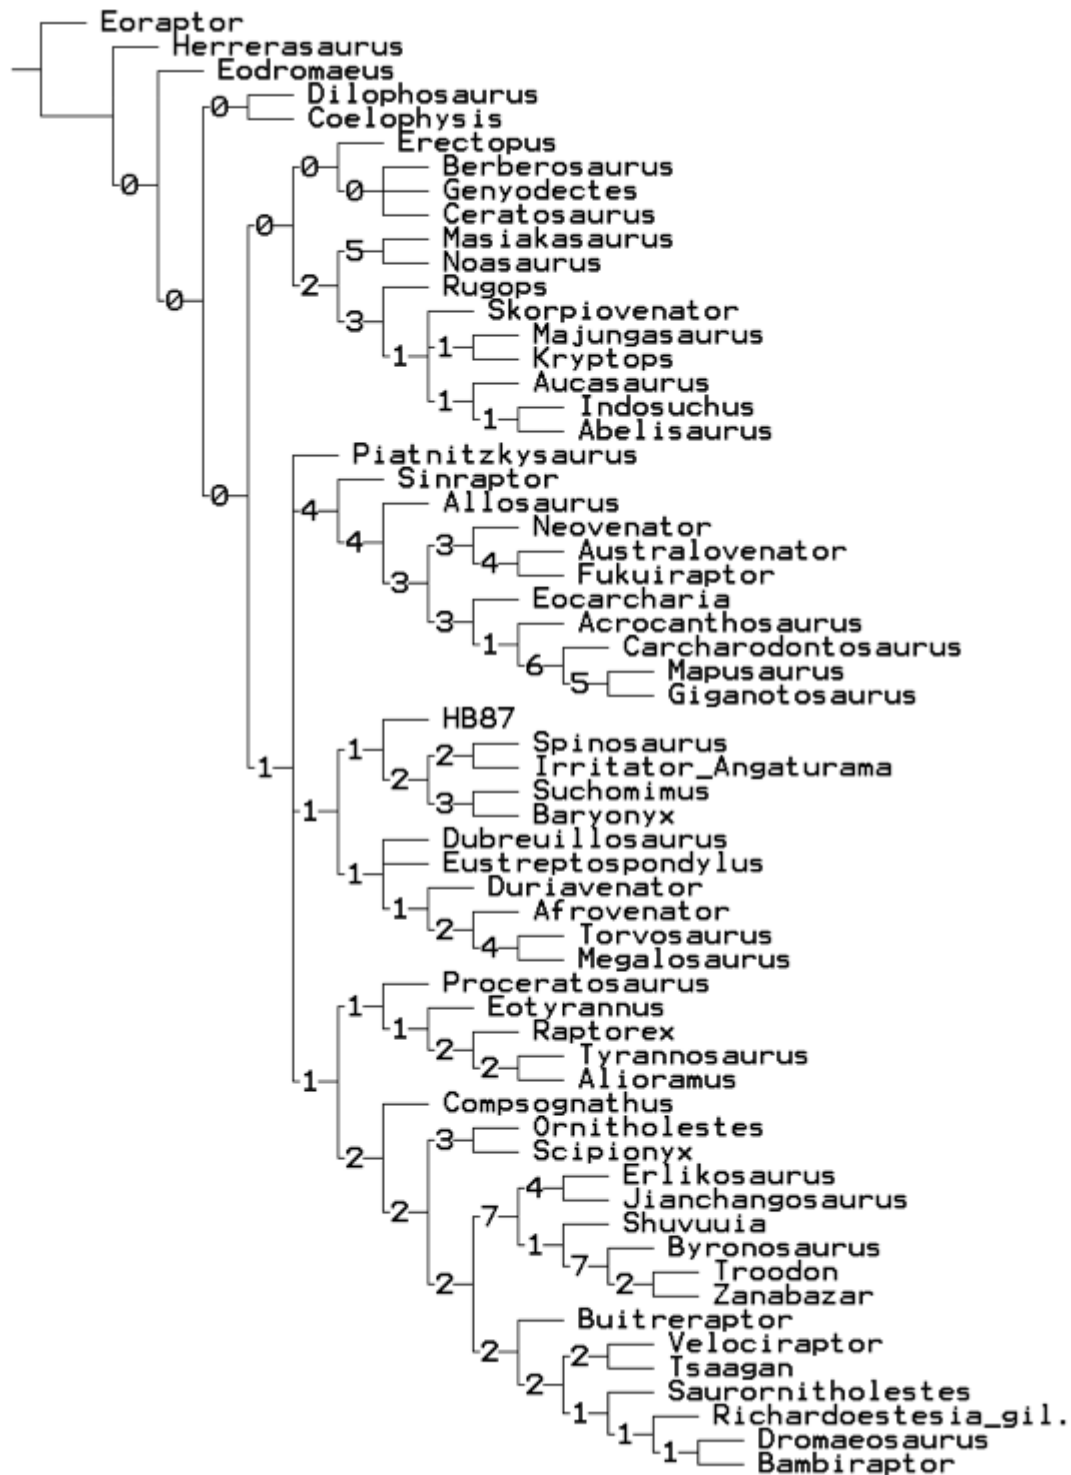 Eoraptor
Herrerasaurus
Eodromaeus
Dilophosaurus
0
Coelophysis
Erectopus
0 Berberosaurus
0 Genyodectes
0
Ceratosaurus
0
Masiakasaurus
5
Noasaurus
2 Rugops
0
Skorpiovenator
3
Majungasaurus
1 1
Kryptops
Aucasaurus
1
Indosuchus
1
Abelisaurus
Piatnitzkysaurus
Sinraptor
0
Allosaurus
4
Neovenator
4 3
Australovenator
4
Fukuiraptor
3
Eocarcharia
3
Acrocanthosaurus
1
Carcharodontosaurus
6
Mapusaurus
5
Giganotosaurus
HB87
Spinosaurus
1 2
Irritator_Angaturama
1
2
Suchomimus
3
Baryonyx
1
Dubreuillosaurus
Eustreptospondylus
1
Duriavenator
1
Afrovenator
2
Torvosaurus
4
Megalosaurus
Proceratosaurus
1
Eotyrannus
1
Raptorex
2
Tyrannosaurus
2
Alioramus
1
Compsognathus
Ornitholestes
3
Scipionyx
2
Erlikosaurus
4
Jianchangosaurus
2 7
Shuvuuia
1
Byronosaurus
7
Troodon
2 2
Zanabazar
Buitreraptor
Velociraptor
2 2
Tsaagan
2
Saurornitholestes
1
Richardoestesia_gil.
1
Dromaeosaurus
1
Bambiraptor